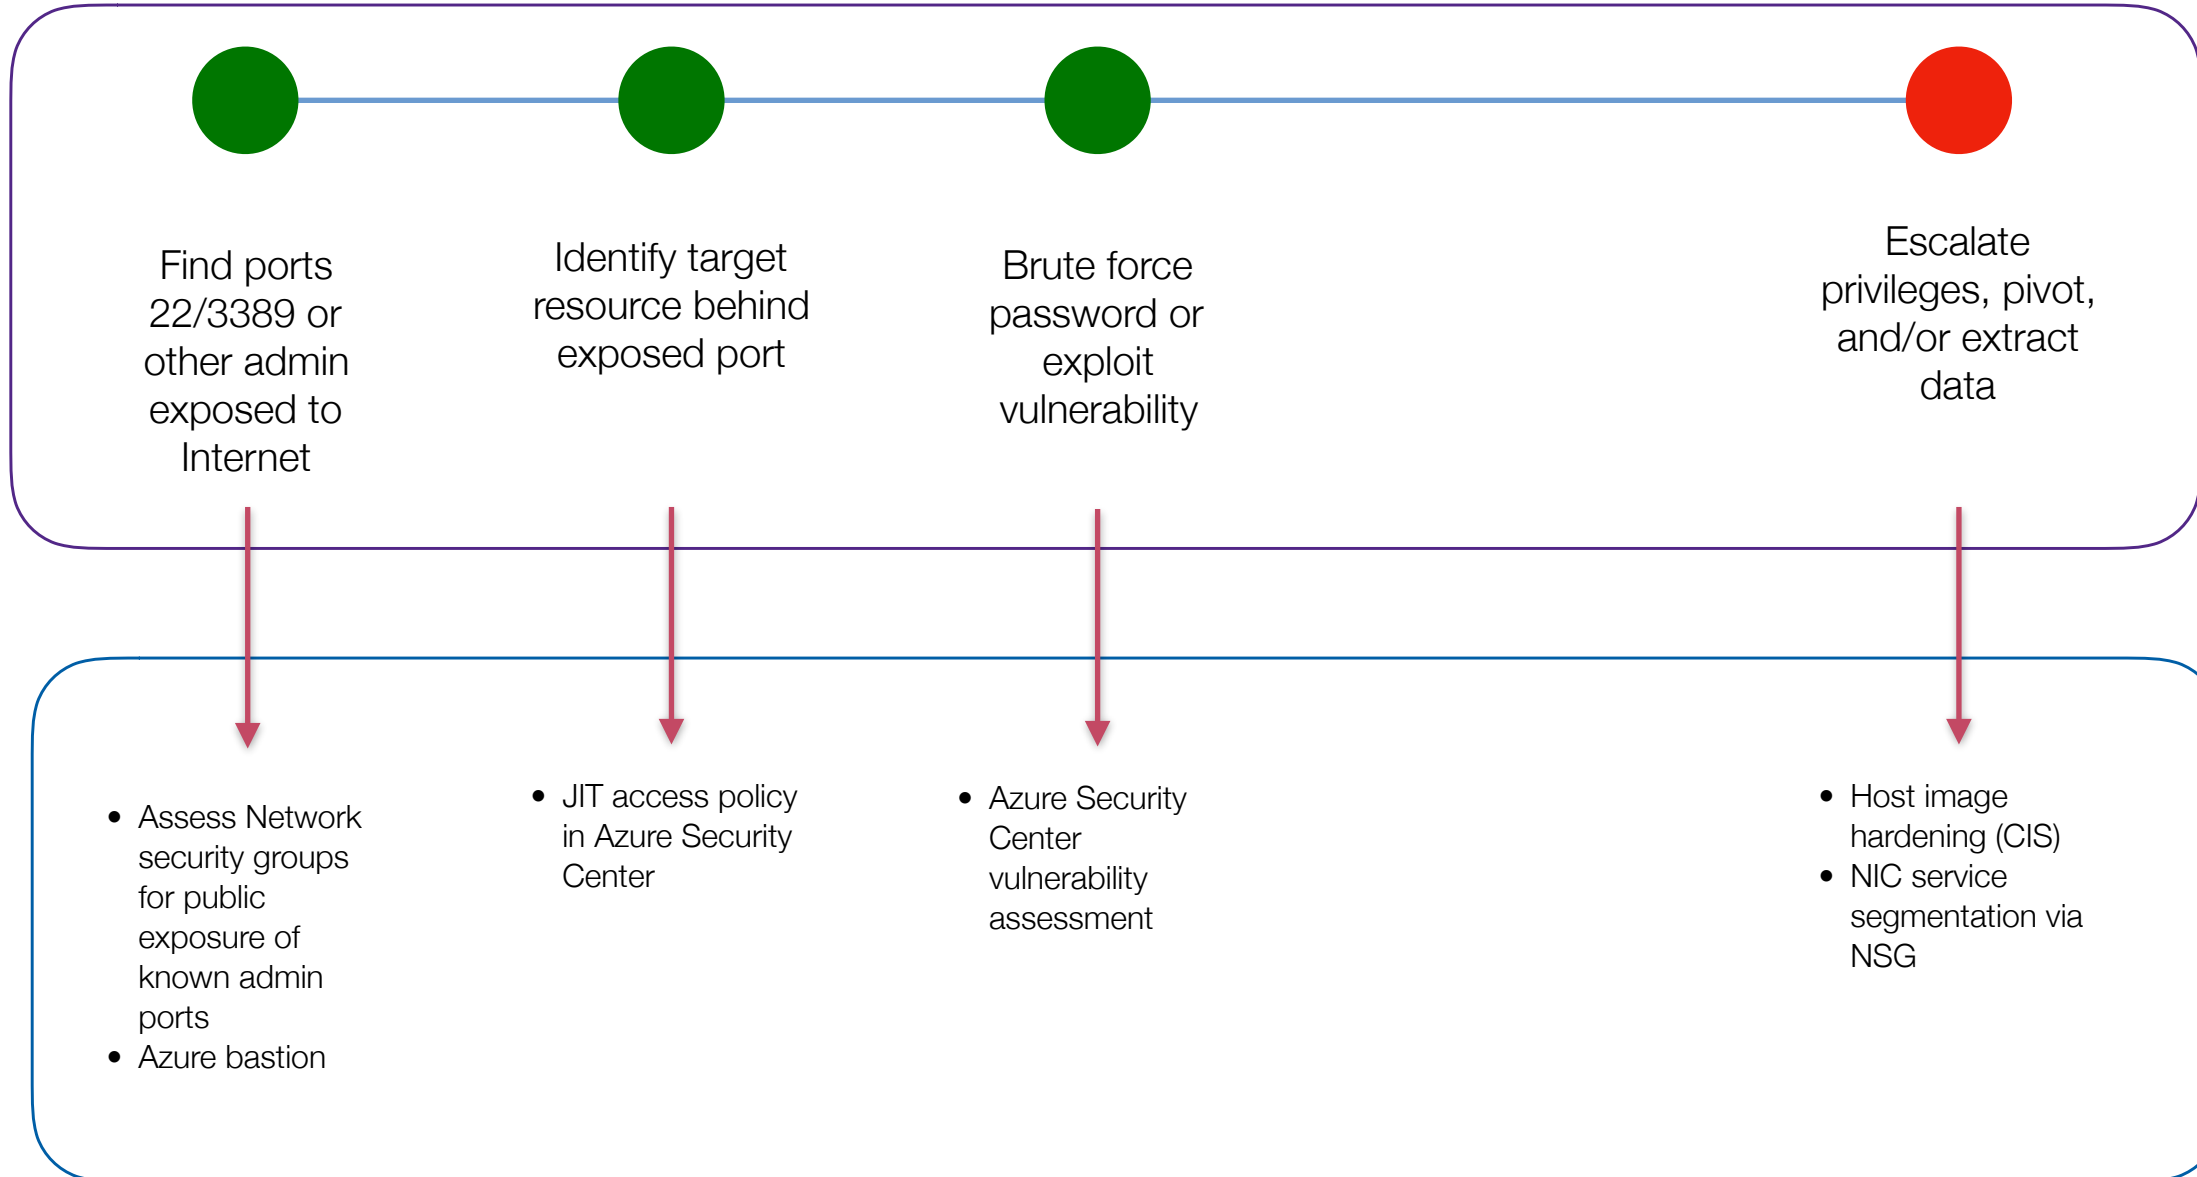 Find ports
22/3389 or
other admin
exposed to
Internet
Identify target
resource behind
exposed port
Brute force
password or
exploit
vulnerability
Escalate
privileges, pivot,
and/or extract
data
• Assess Network
security groups
for public
exposure of
known admin
ports
• Azure bastion
• JIT access policy
in Azure Security
Center
• Azure Security
Center
vulnerability
assessment
• Host image
hardening (CIS)
• NIC service
segmentation via
NSG